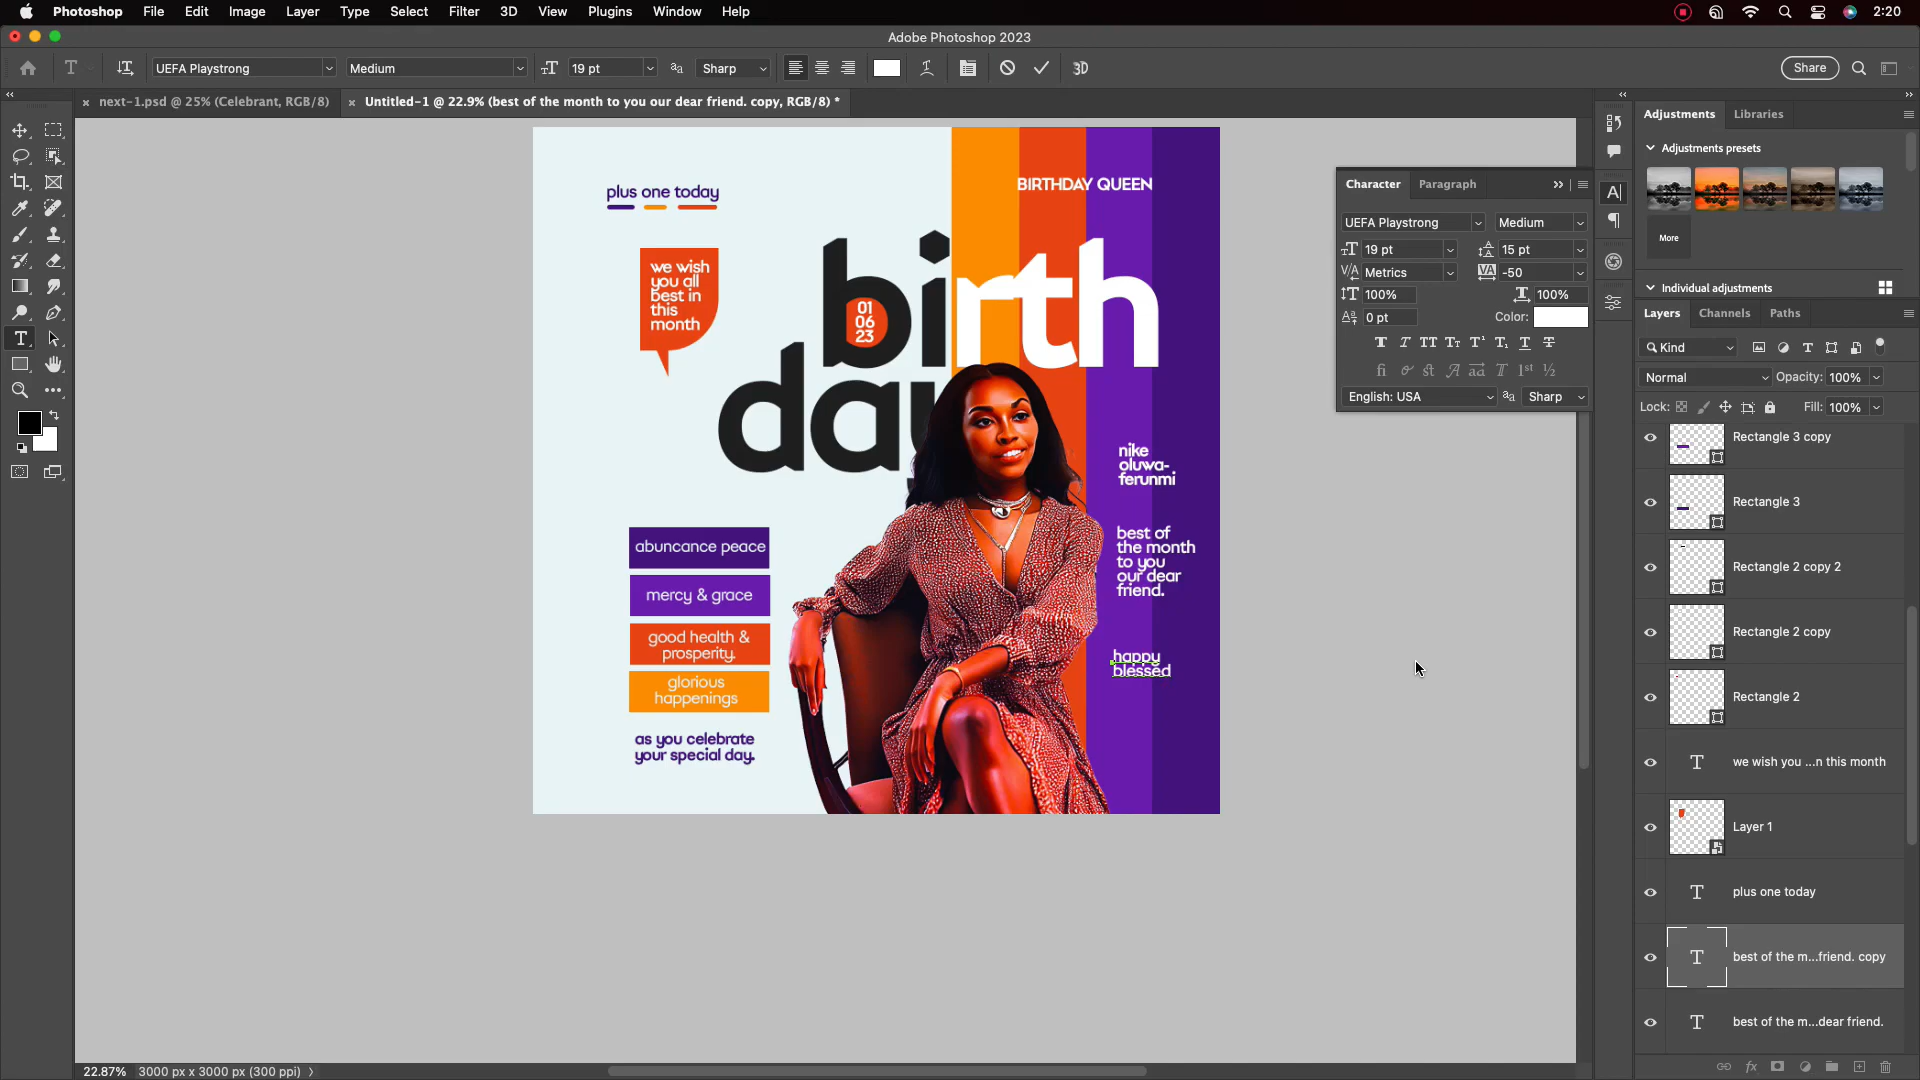 Photoshop File Edit Image Layer Type Select Filter 3D View Plugins Window Help 2:20
Adobe Photoshop 2023
UEFA Playstrong Medium 19 pt Sharp 3D Share
next-1.psd @ 25% (Celebrant, RGB/8) Untitled-1 @ 22.9% (best of the month to you our dear friend. copy, RGB/8) *
plus one today
BIRTHDAY QUEEN
we wish
you all
best in
this
month
birth
01
06
23
day
nike
oluwa-
ferunmi
best of
the month
to you
our dear
friend.
happy
blessed
abuncance peace
mercy & grace
good health &
prosperity.
glorious
happenings
as you celebrate
your special day.
Character Paragraph
UEFA Playstrong Medium
19 pt 15 pt
Metrics -50
100% 100%
0 pt Color:
English: USA Sharp
Adjustments Libraries
Adjustments presets
More
Individual adjustments
Layers Channels Paths
Kind
Normal Opacity: 100%
Lock: Fill: 100%
Rectangle 3 copy
Rectangle 3
Rectangle 2 copy 2
Rectangle 2 copy
Rectangle 2
we wish you ...n this month
Layer 1
plus one today
best of the m...friend. copy
best of the m...dear friend.
22.87% 3000 px x 3000 px (300 ppi)